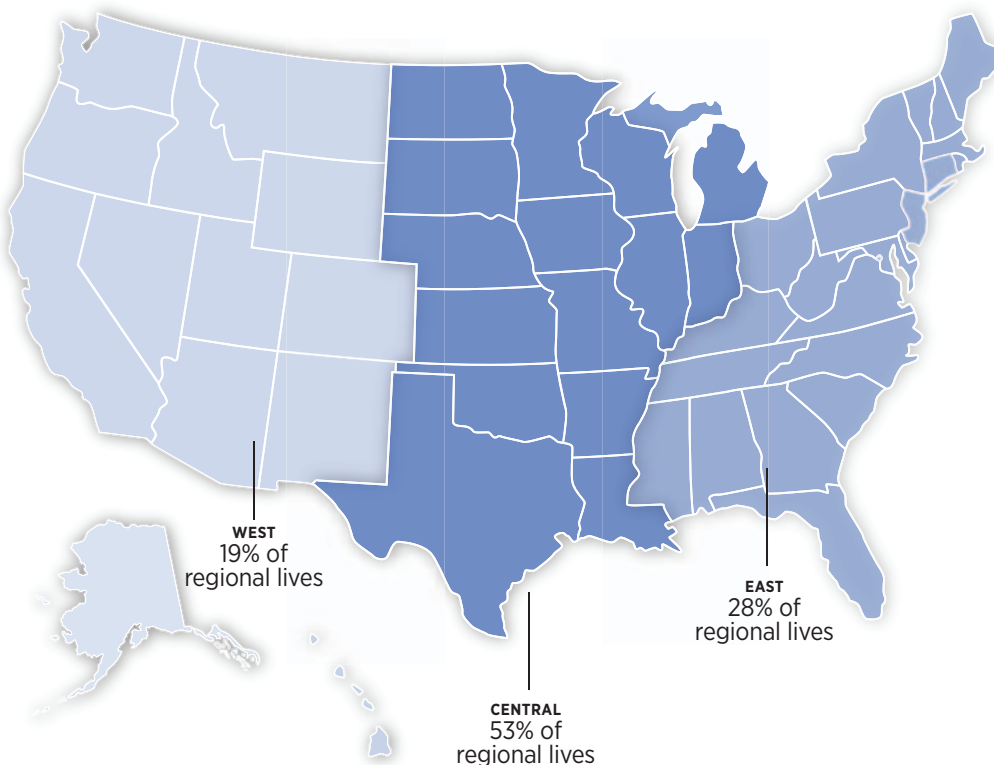 WEST
19% of
regional lives
EAST
28% of
regional lives
CENTRAL
53% of
regional lives